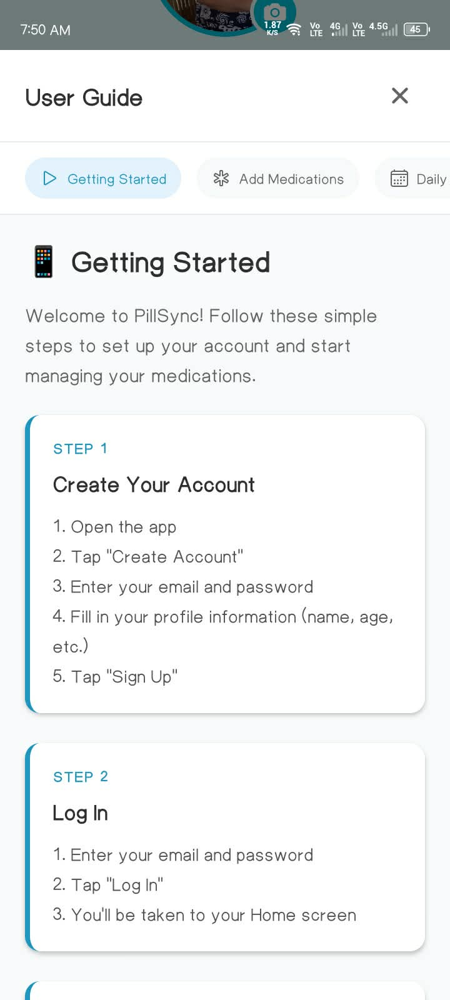 7:50 AM
1.87 K/S Vo LTE 4G Vo LTE 4.5G 45
User Guide
Getting Started Add Medications Daily
Getting Started
Welcome to PillSync! Follow these simple
steps to set up your account and start
managing your medications.
STEP 1
Create Your Account
1. Open the app
2. Tap "Create Account"
3. Enter your email and password
4. Fill in your profile information (name, age,
etc.)
5. Tap "Sign Up"
STEP 2
Log In
1. Enter your email and password
2. Tap "Log In"
3. You'll be taken to your Home screen